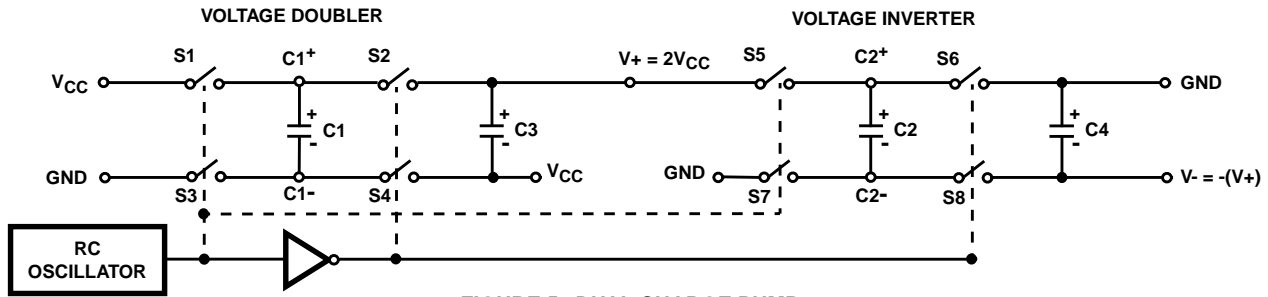 VOLTAGE DOUBLER
VOLTAGE INVERTER
S1 C1+ S2 V+ = 2VCC S5 C2+ S6
VCC GND
+ C1 - + C3 - + C2 - + C4 -
GND S3 C1- S4 VCC GND S7 C2- S8 V- = -(V+)
RC
OSCILLATOR